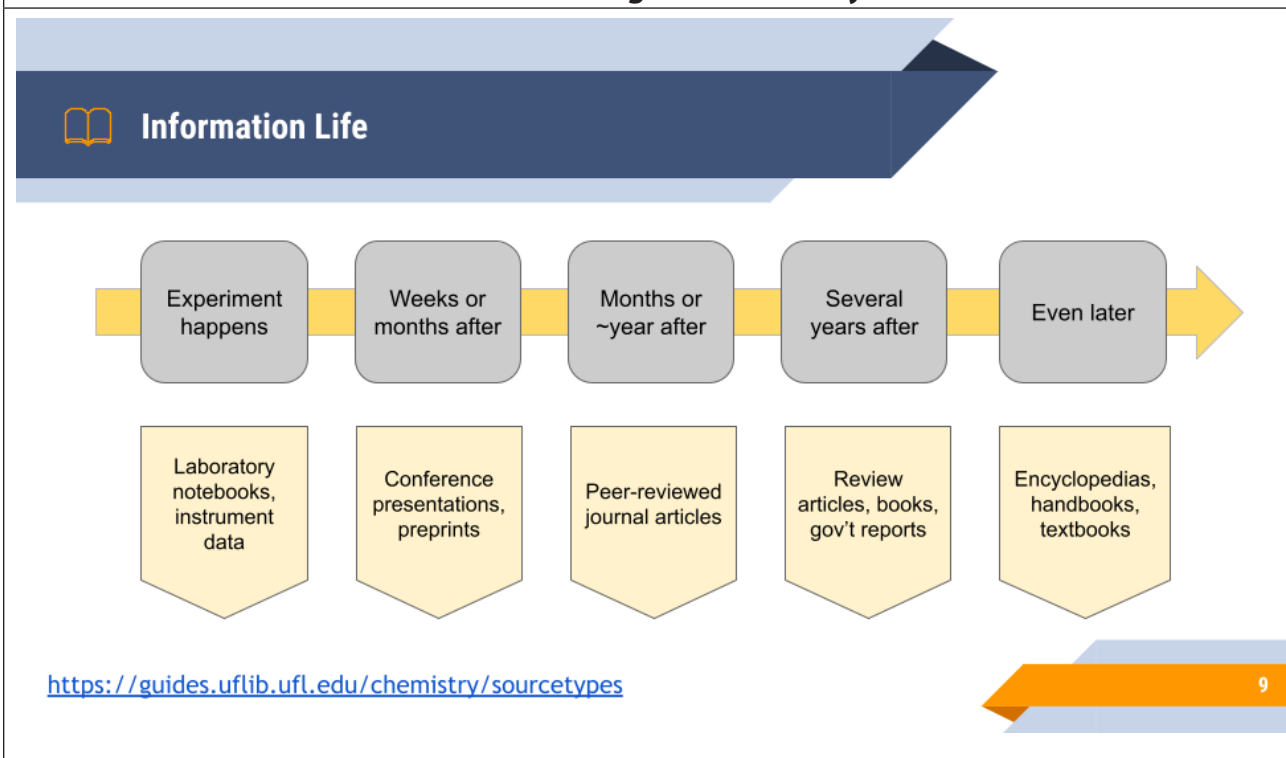 Information Life
Experiment
happens
Weeks or
months after
Months or
~year after
Several
years after
Even later
Laboratory
notebooks,
instrument
data
Conference
presentations,
preprints
Peer-reviewed
journal articles
Review
articles, books,
gov't reports
Encyclopedias,
handbooks,
textbooks
https://guides.uflib.ufl.edu/chemistry/sourcetypes
9